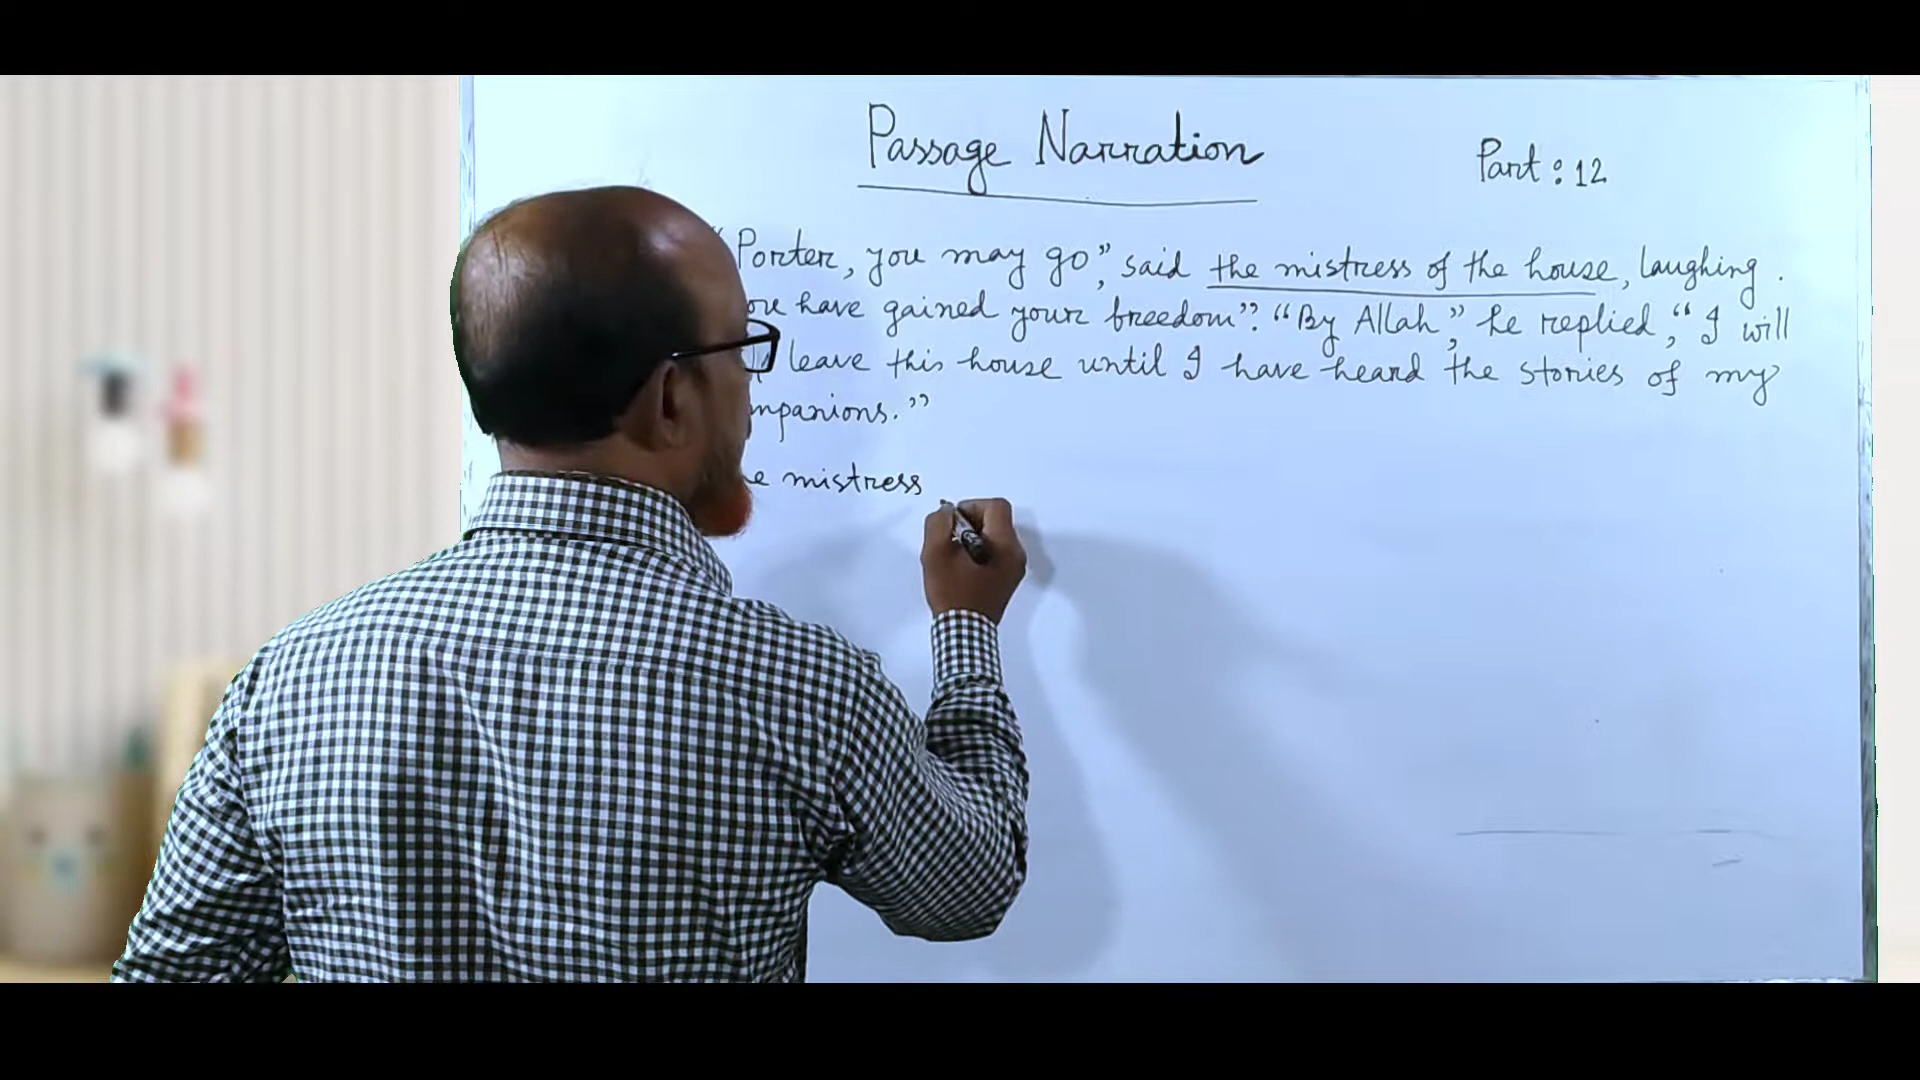 Passage Narration
Part : 12
"Porter, you may go", said the mistress of the house, laughing.
have gained your freedom". "By Allah", he replied, "I will
leave this house until I have heard the stories of my
mpanions."
mistress